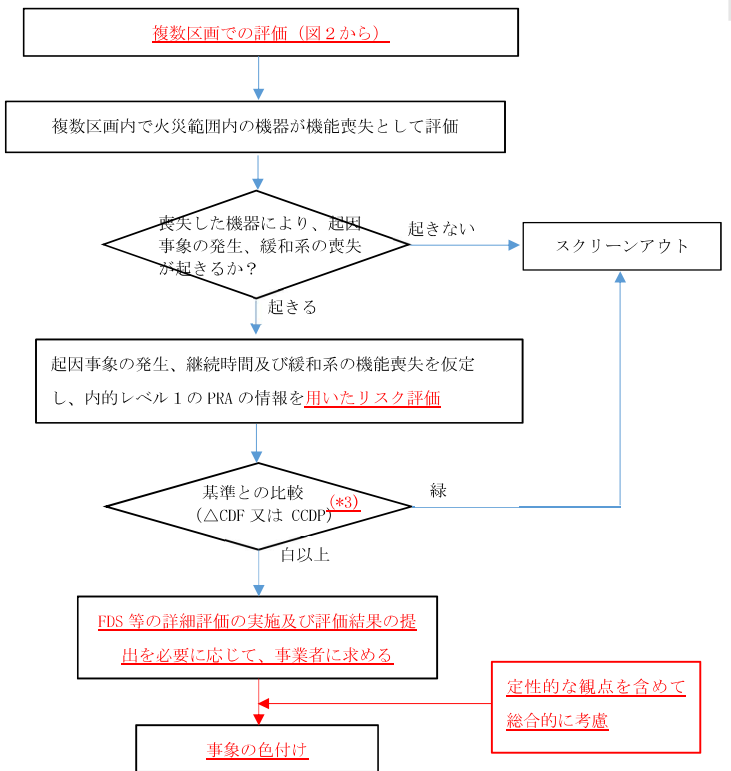 複数区画での評価（図２から）
複数区画内で火災範囲内の機器が機能喪失として評価
喪失した機器により、起因
事象の発生、緩和系の喪失
が起きるか？
起きない
スクリーンアウト
起きる
起因事象の発生、継続時間及び緩和系の機能喪失を仮定
し、内的レベル１の PRA の情報を用いたリスク評価
基準との比較
（△CDF 又は CCDP）
(*3)
緑
白以上
FDS 等の詳細評価の実施及び評価結果の提
出を必要に応じて、事業者に求める
定性的な観点を含めて
総合的に考慮
事象の色付け